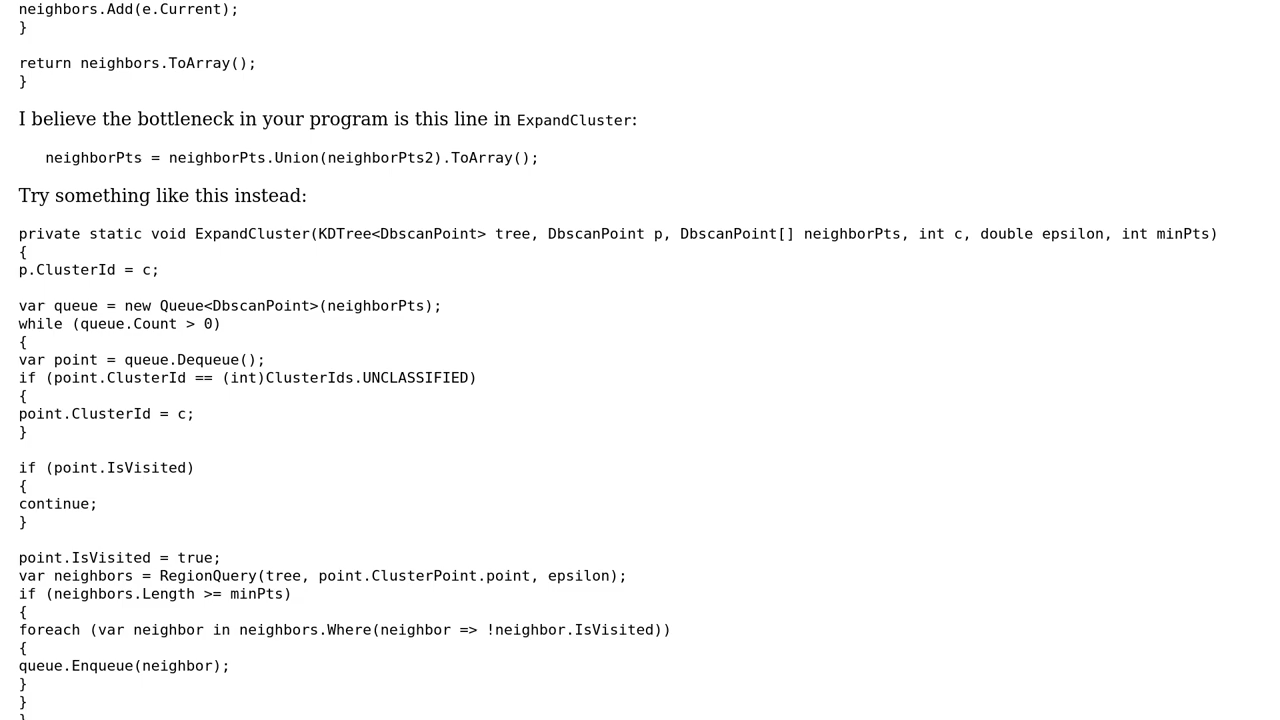 neighbors.Add(e.Current);
}
return neighbors.ToArray();
}
I believe the bottleneck in your program is this line in ExpandCluster:
neighborPts = neighborPts.Union(neighborPts2).ToArray();
Try something like this instead:
private static void ExpandCluster(KDTree<DbscanPoint> tree, DbscanPoint p, DbscanPoint[] neighborPts, int c, double epsilon, int minPts)
{
p.ClusterId = c;
var queue = new Queue<DbscanPoint>(neighborPts);
while (queue.Count > 0)
{
var point = queue.Dequeue();
if (point.ClusterId == (int)ClusterIds.UNCLASSIFIED)
{
point.ClusterId = c;
}
if (point.IsVisited)
{
continue;
}
point.IsVisited = true;
var neighbors = RegionQuery(tree, point.ClusterPoint.point, epsilon);
if (neighbors.Length >= minPts)
{
foreach (var neighbor in neighbors.Where(neighbor => !neighbor.IsVisited))
{
queue.Enqueue(neighbor);
}
}
}